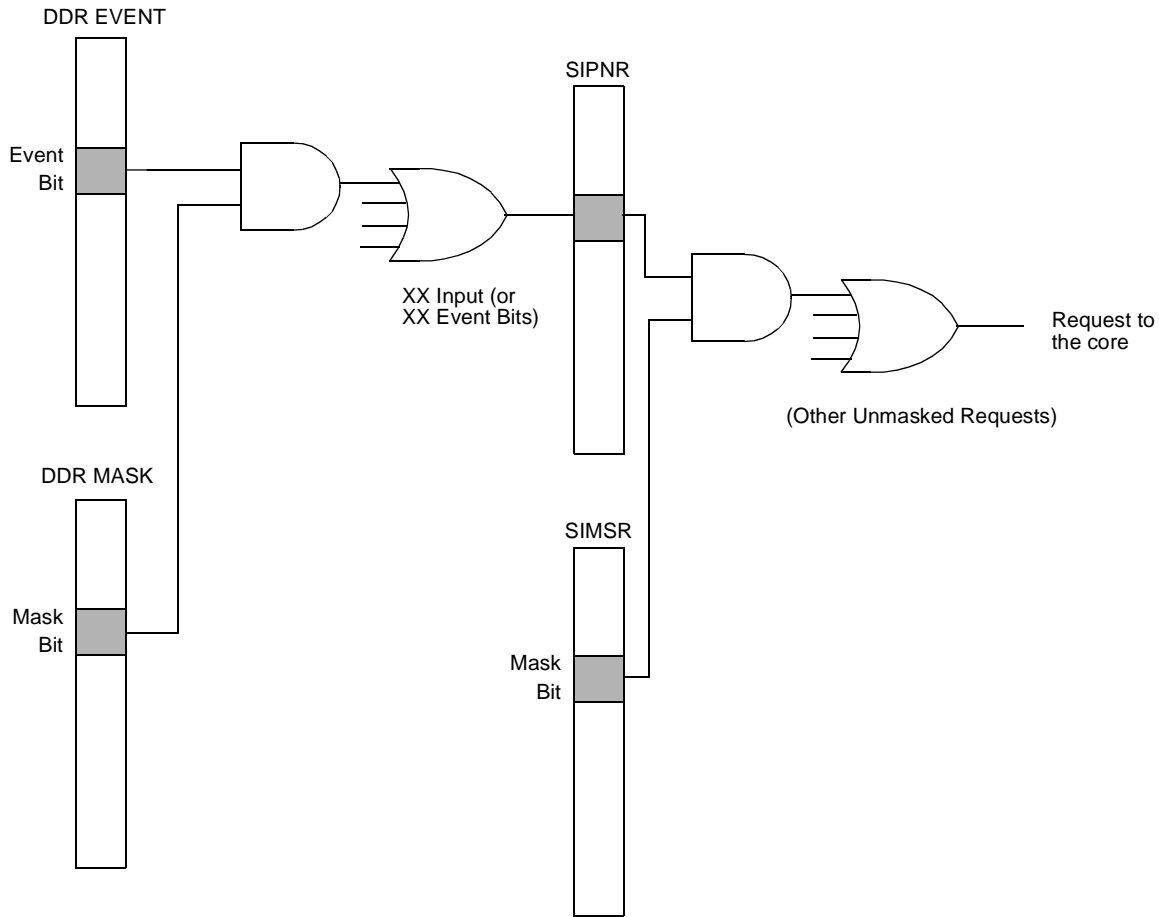 DDR EVENT
Event
Bit
SIPNR
XX Input (or
XX Event Bits)
Request to
the core
(Other Unmasked Requests)
DDR MASK
Mask
Bit
SIMSR
Mask
Bit